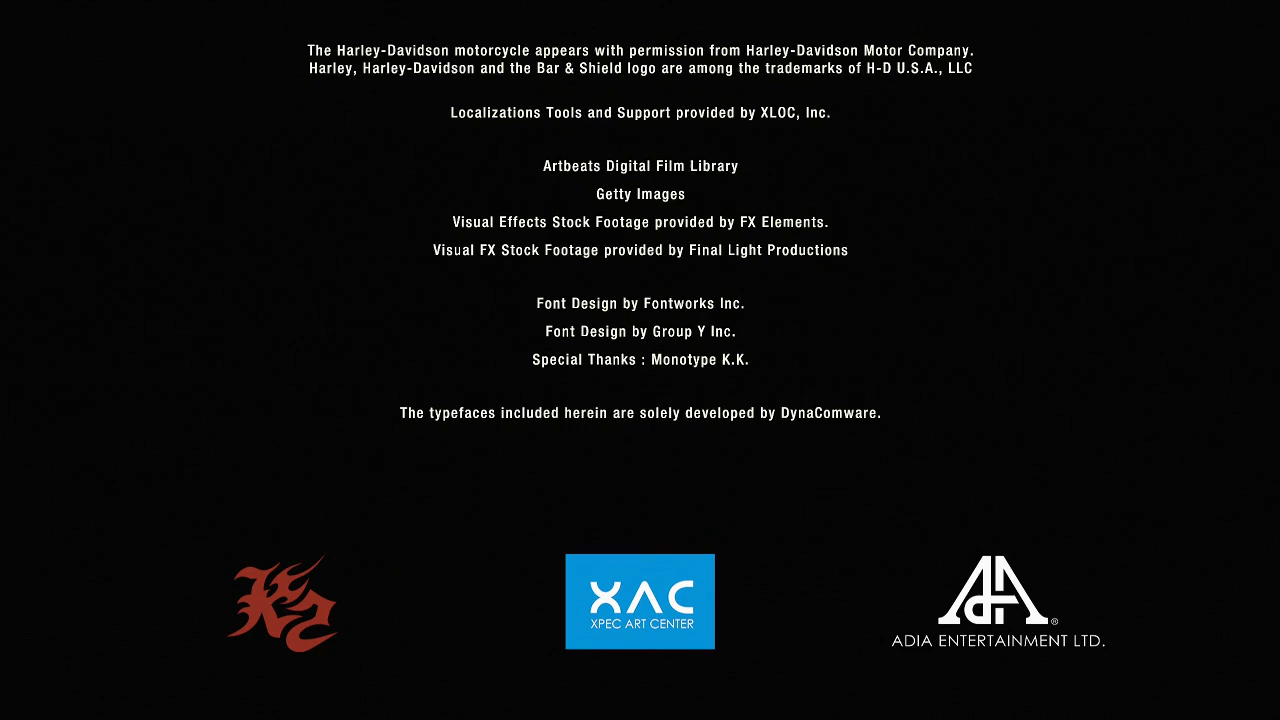 The Harley-Davidson motorcycle appears with permission from Harley-Davidson Motor Company.
Harley, Harley-Davidson and the Bar & Shield logo are among the trademarks of H-D U.S.A., LLC
Localizations Tools and Support provided by XLOC, Inc.
Artbeats Digital Film Library
Getty Images
Visual Effects Stock Footage provided by FX Elements.
Visual FX Stock Footage provided by Final Light Productions
Font Design by Fontworks Inc.
Font Design by Group Y Inc.
Special Thanks : Monotype K.K.
The typefaces included herein are solely developed by DynaComware.
K2
XAC
XPEC ART CENTER
AdA ®
ADIA ENTERTAINMENT LTD.